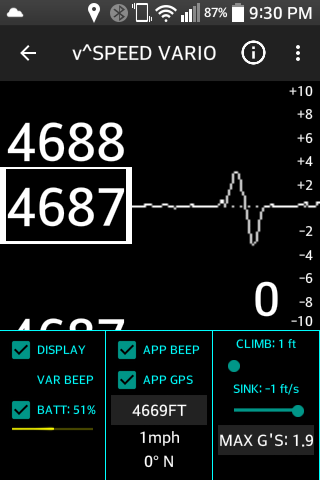 87% 9:30 PM
v^SPEED VARIO
+10
+8
+6
+4
+2
-2
-4
-6
-8
-10
4688
4687
0
4687
DISPLAY
VAR BEEP
BATT: 51%
APP BEEP
APP GPS
4669FT
1mph
0° N
CLIMB: 1 ft
SINK: -1 ft/s
MAX G'S: 1.9